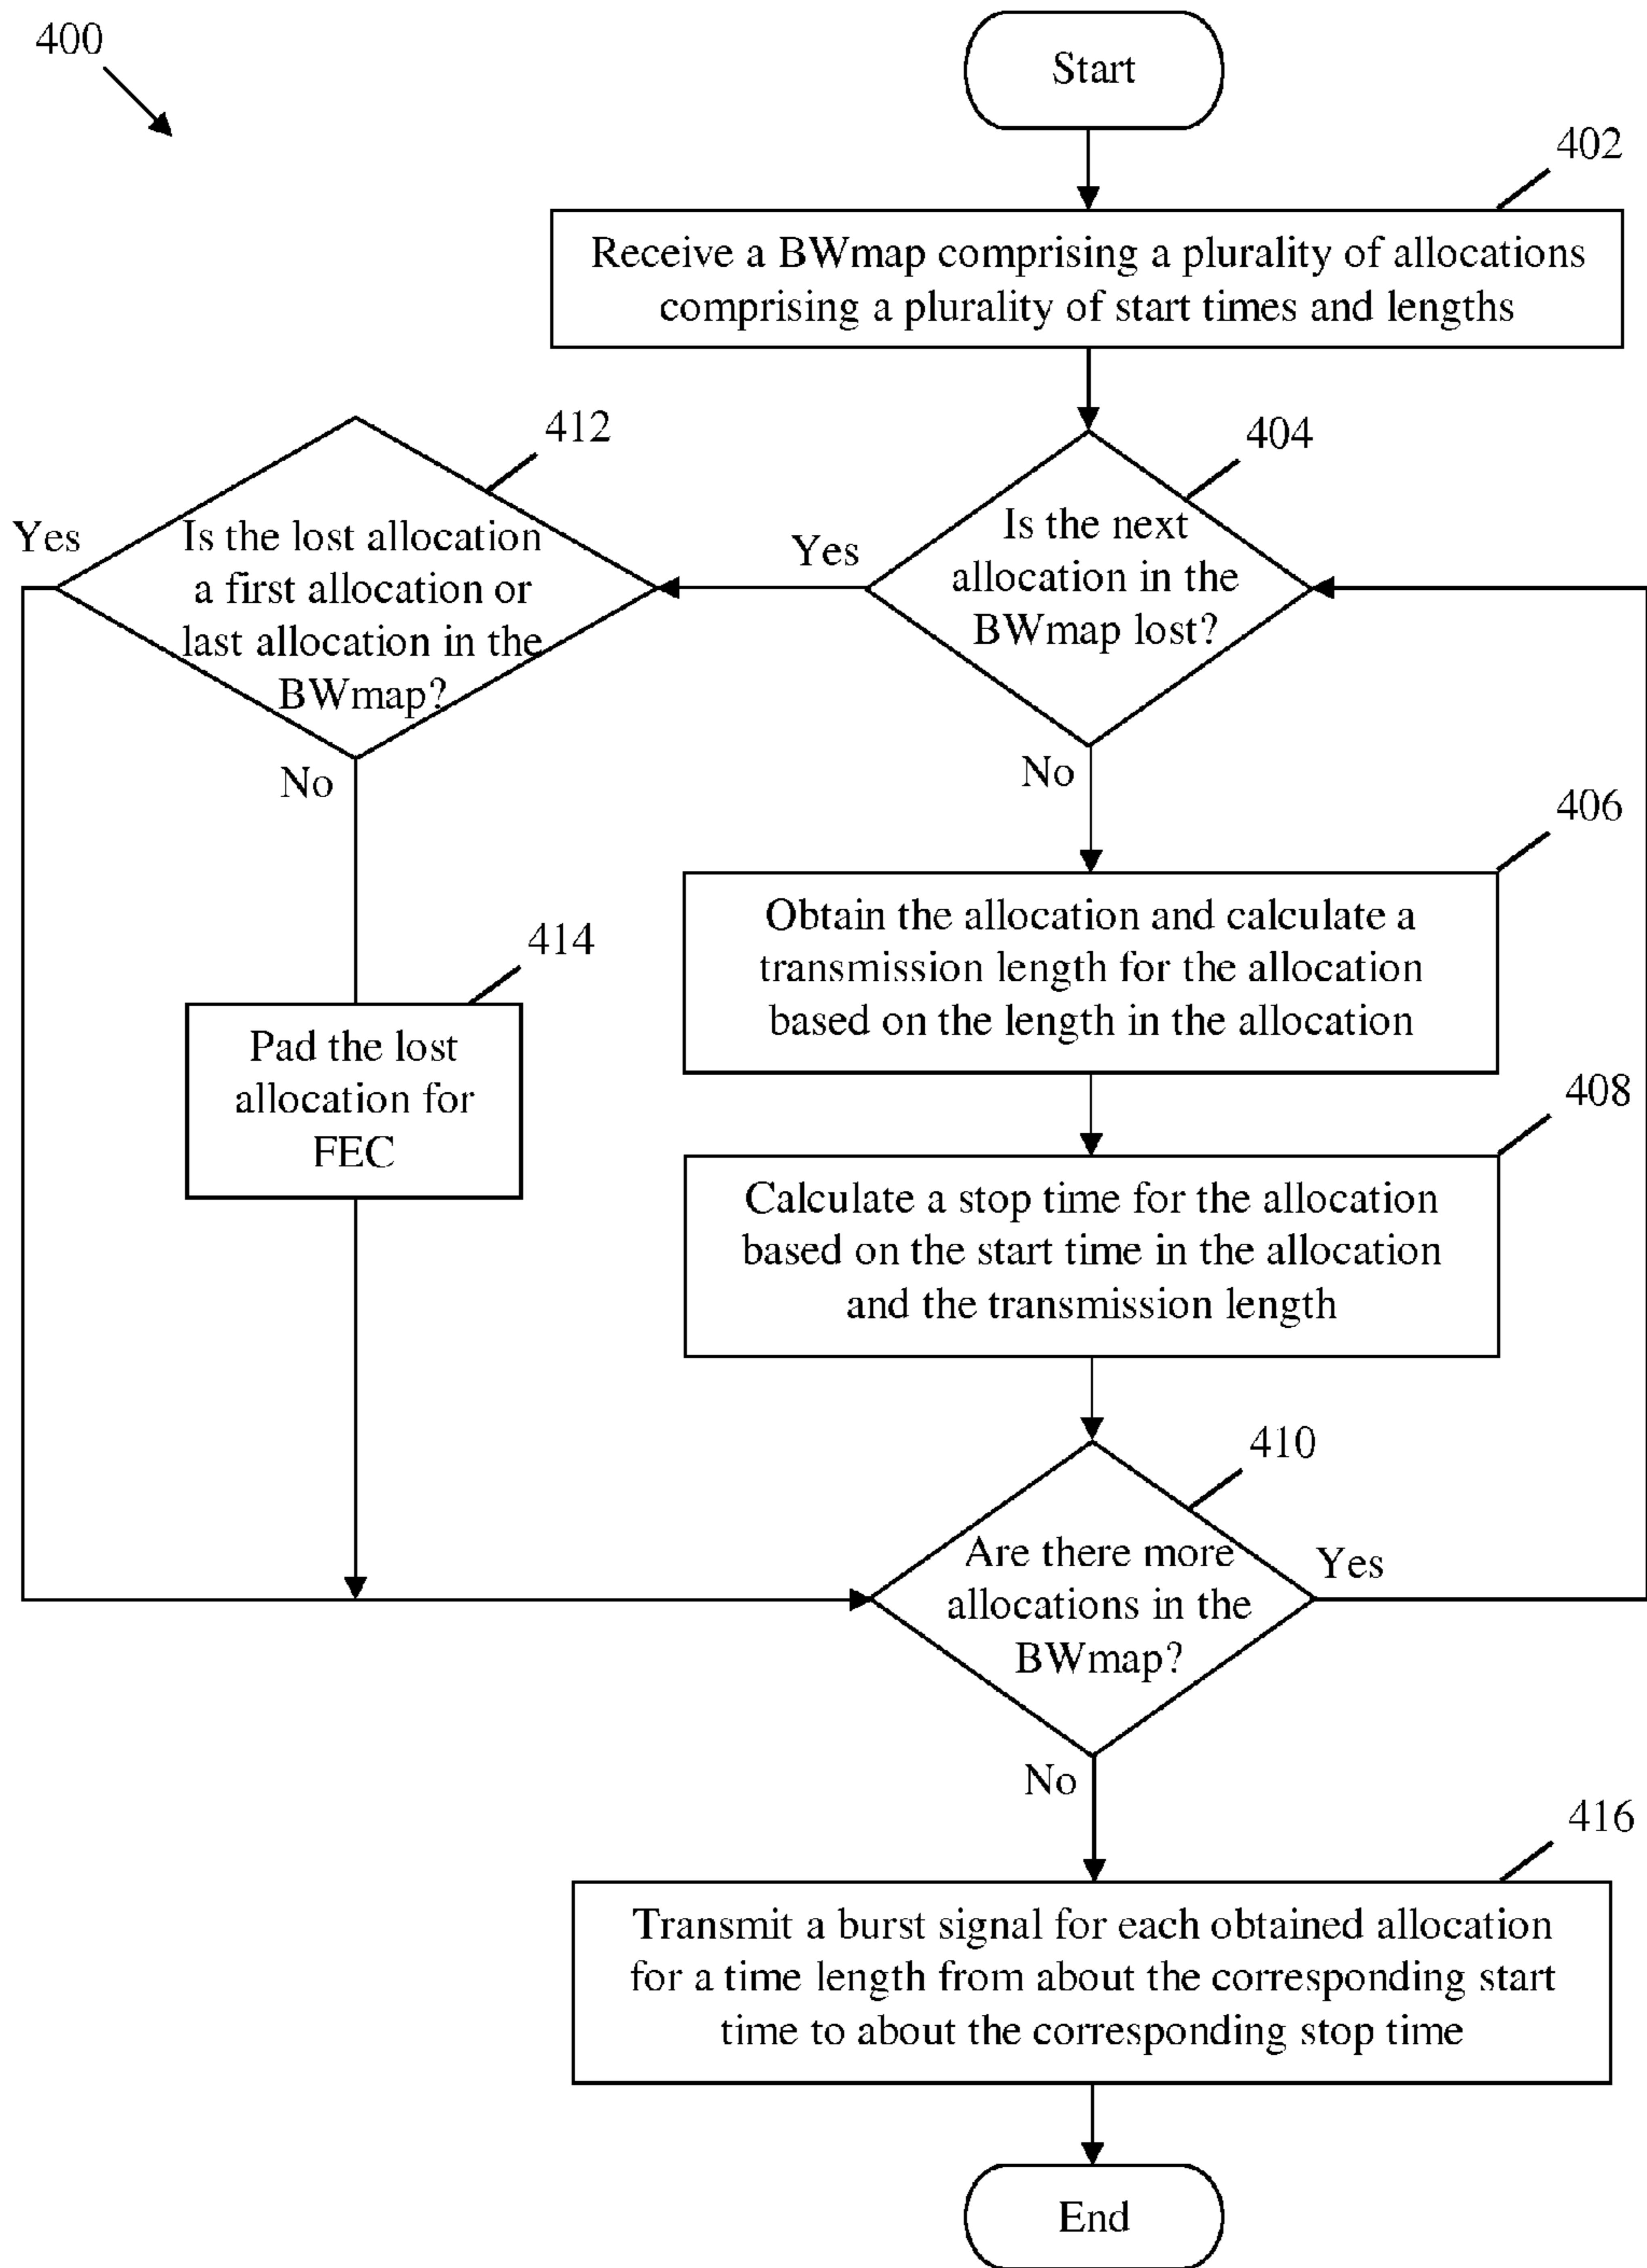 400
Start
402
Receive a BWmap comprising a plurality of allocations
comprising a plurality of start times and lengths
412
404
Yes
Is the lost allocation
a first allocation or
last allocation in the
BWmap?
Yes
Is the next
allocation in the
BWmap lost?
No
No
406
Obtain the allocation and calculate a
transmission length for the allocation
based on the length in the allocation
414
Pad the lost
allocation for
FEC
408
Calculate a stop time for the allocation
based on the start time in the allocation
and the transmission length
410
Are there more
allocations in the
BWmap?
Yes
No
416
Transmit a burst signal for each obtained allocation
for a time length from about the corresponding start
time to about the corresponding stop time
End